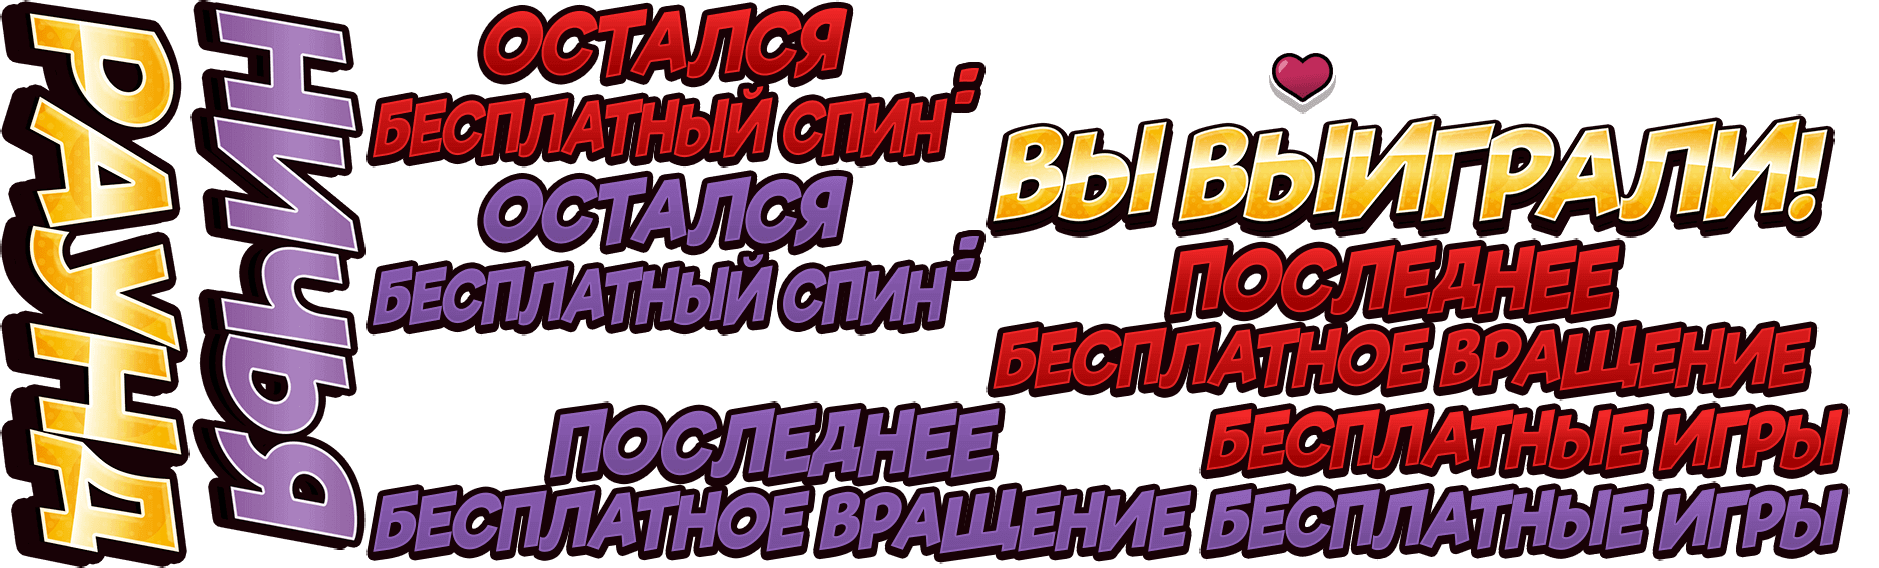 РАУНД
НИЧЬЯ
ОСТАЛСЯ
БЕСПЛАТНЫЙ СПИН:
ОСТАЛСЯ
БЕСПЛАТНЫЙ СПИН:
ВЫ ВЫИГРАЛИ!
ПОСЛЕДНЕЕ
БЕСПЛАТНОЕ ВРАЩЕНИЕ
ПОСЛЕДНЕЕ
БЕСПЛАТНОЕ ВРАЩЕНИЕ
БЕСПЛАТНЫЕ ИГРЫ
БЕСПЛАТНЫЕ ИГРЫ